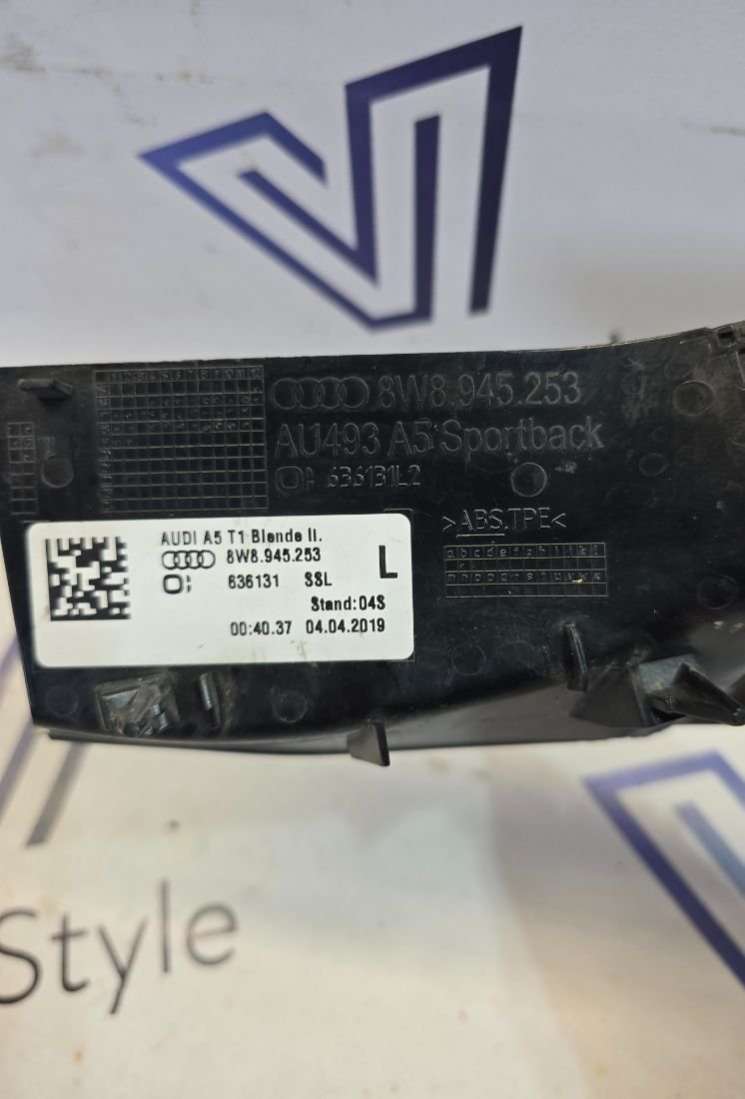 8W8.945.253
AU493 A5 Sportback
636131L2
>ABS.TPE<
AUDI A5 T1 Blende li.
8W8.945.253
636131 SSL
L
Stand:04S
00:40.37 04.04.2019
Style